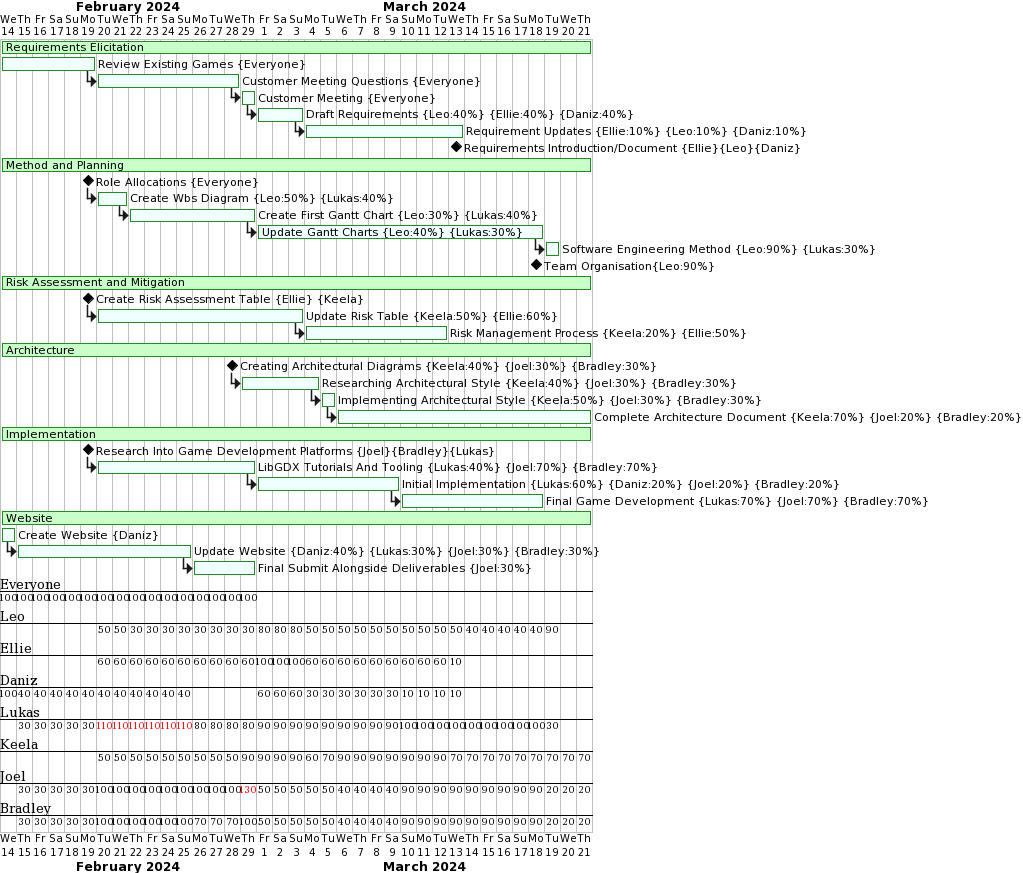 February 2024 March 2024
We Th Fr Sa Su Mo Tu We Th Fr Sa Su Mo Tu We Th Fr Sa Su Mo Tu We Th Fr Sa Su Mo Tu We Th Fr Sa Su Mo Tu We Th
14 15 16 17 18 19 20 21 22 23 24 25 26 27 28 29 1 2 3 4 5 6 7 8 9 10 11 12 13 14 15 16 17 18 19 20 21
Requirements Elicitation
Review Existing Games {Everyone}
Customer Meeting Questions {Everyone}
Customer Meeting {Everyone}
Draft Requirements {Leo:40%} {Ellie:40%} {Daniz:40%}
Requirement Updates {Ellie:10%} {Leo:10%} {Daniz:10%}
Requirements Introduction/Document {Ellie}{Leo}{Daniz}
Method and Planning
Role Allocations {Everyone}
Create Wbs Diagram {Leo:50%} {Lukas:40%}
Create First Gantt Chart {Leo:30%} {Lukas:40%}
Update Gantt Charts {Leo:40%} {Lukas:30%}
Software Engineering Method {Leo:90%} {Lukas:30%}
Team Organisation{Leo:90%}
Risk Assessment and Mitigation
Create Risk Assessment Table {Ellie} {Keela}
Update Risk Table {Keela:50%} {Ellie:60%}
Risk Management Process {Keela:20%} {Ellie:50%}
Architecture
Creating Architectural Diagrams {Keela:40%} {Joel:30%} {Bradley:30%}
Researching Architectural Style {Keela:40%} {Joel:30%} {Bradley:30%}
Implementing Architectural Style {Keela:50%} {Joel:30%} {Bradley:30%}
Complete Architecture Document {Keela:70%} {Joel:20%} {Bradley:20%}
Implementation
Research Into Game Development Platforms {Joel}{Bradley}{Lukas}
LibGDX Tutorials And Tooling {Lukas:40%} {Joel:70%} {Bradley:70%}
Initial Implementation {Lukas:60%} {Daniz:20%} {Joel:20%} {Bradley:20%}
Final Game Development {Lukas:70%} {Joel:70%} {Bradley:70%}
Website
Create Website {Daniz}
Update Website {Daniz:40%} {Lukas:30%} {Joel:30%} {Bradley:30%}
Final Submit Alongside Deliverables {Joel:30%}
Everyone
100 100 100 100 100 100 100 100 100 100 100 100 100 100 100 100
Leo
50 50 30 30 30 30 30 30 30 30 80 80 80 50 50 50 50 50 50 50 50 50 50 40 40 40 40 40 90
Ellie
60 60 60 60 60 60 60 60 60 60 100 100 100 60 60 60 60 60 60 60 60 60 10
Daniz
100 40 40 40 40 40 40 40 40 40 40 40 60 60 60 30 30 30 30 30 30 10 10 10 10
Lukas
30 30 30 30 30 110 110 110 110 110 110 80 80 80 80 90 90 90 90 90 90 90 90 90 100 100 100 100 100 100 100 100 100 30
Keela
50 50 50 50 50 50 50 50 50 90 90 90 90 60 70 90 90 90 90 90 90 90 70 70 70 70 70 70 70 70 70
Joel
30 30 30 30 30 100 100 100 100 100 100 100 100 100 130 50 50 50 50 50 40 40 40 40 90 90 90 90 90 90 90 90 90 20 20 20
Bradley
30 30 30 30 30 100 100 100 100 100 100 70 70 70 100 50 50 50 50 50 40 40 40 40 90 90 90 90 90 90 90 90 90 20 20 20
We Th Fr Sa Su Mo Tu We Th Fr Sa Su Mo Tu We Th Fr Sa Su Mo Tu We Th Fr Sa Su Mo Tu We Th Fr Sa Su Mo Tu We Th
14 15 16 17 18 19 20 21 22 23 24 25 26 27 28 29 1 2 3 4 5 6 7 8 9 10 11 12 13 14 15 16 17 18 19 20 21
February 2024 March 2024